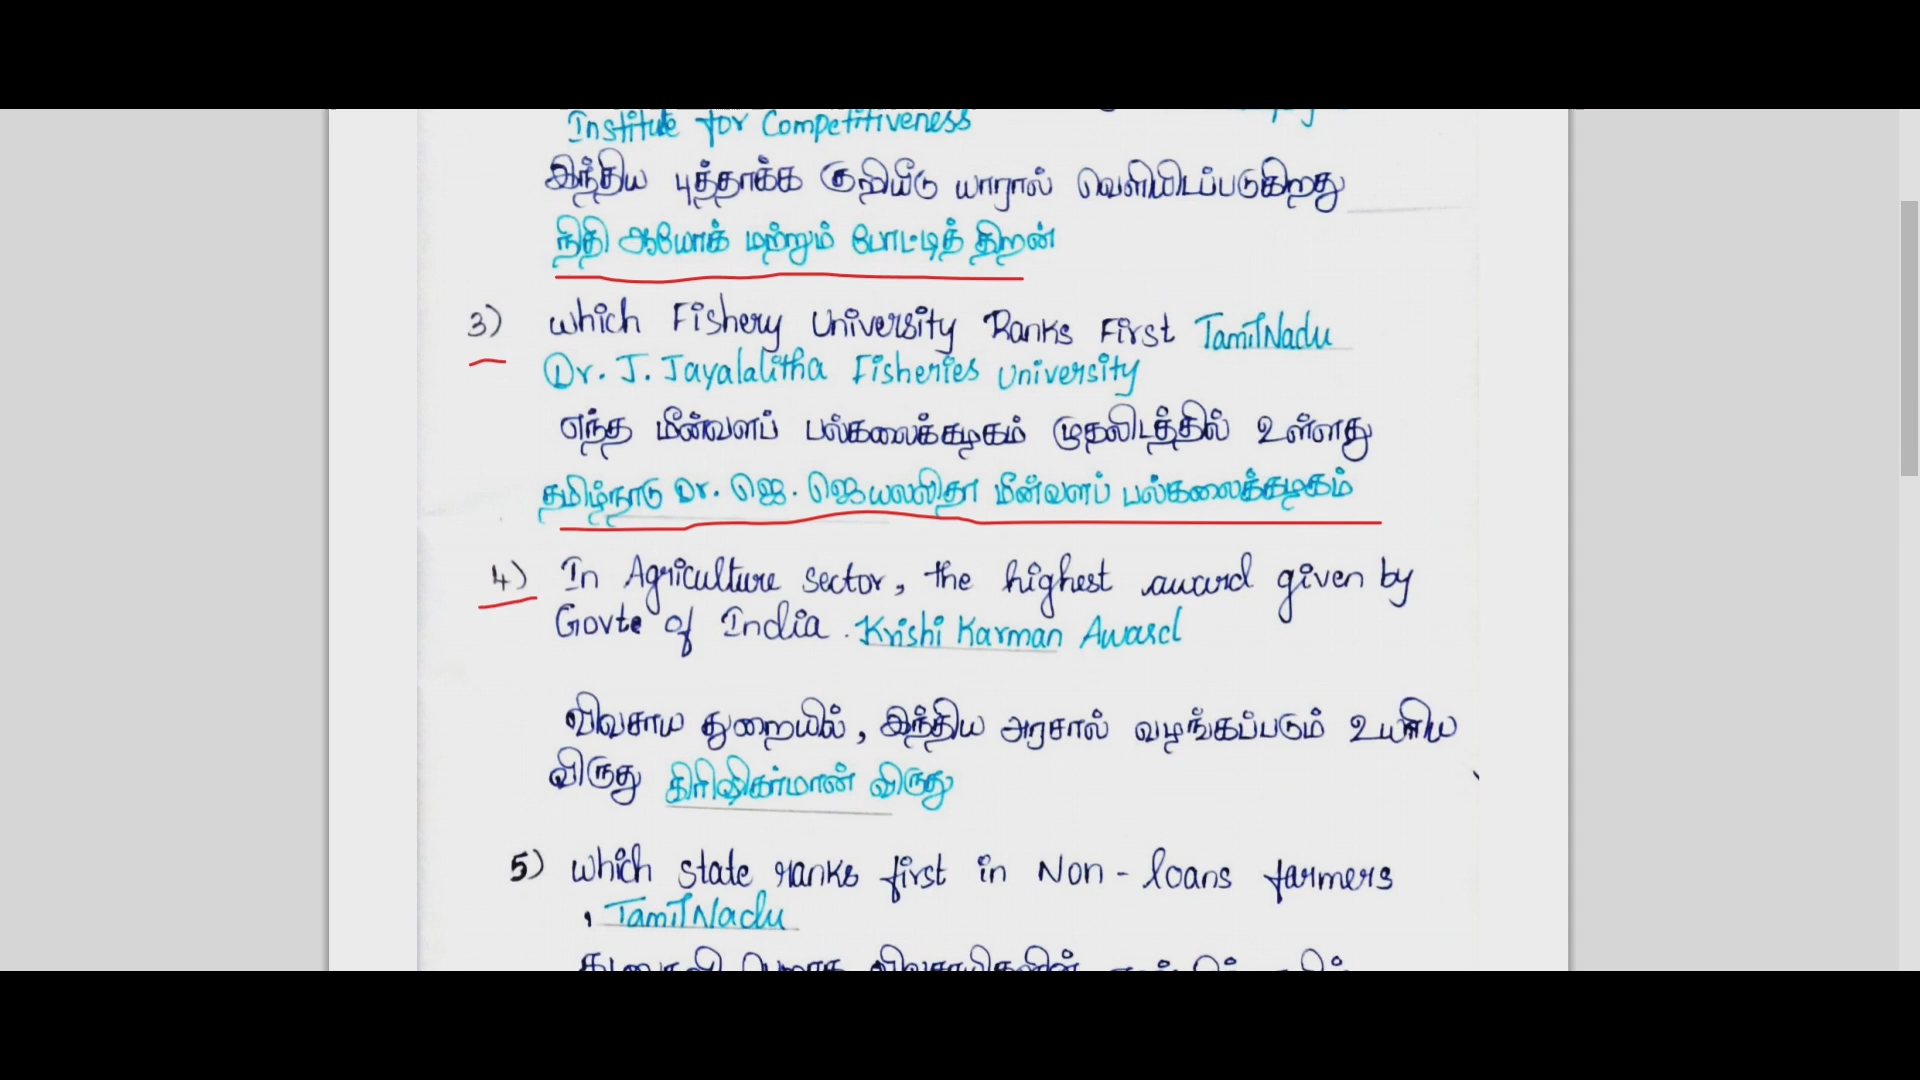 Institute for Competitiveness
இந்திய புத்தாக்க குறியீடு யாரால் வெளியிடப்படுகிறது
நிதி ஆயோக் மற்றும் போட்டித் திறன்
3) which Fishery University Ranks First TamilNadu
Dr. J. Jayalalitha Fisheries University
எந்த மீன்வளப் பல்கலைக்கழகம் முதலிடத்தில் உள்ளது
தமிழ்நாடு Dr. ஜெ. ஜெயலலிதா மீன்வளப் பல்கலைக்கழகம்
4) In Agriculture sector, the highest award given by
Govte of India. Krishi Karman Award
விவசாய துறையில், இந்திய அரசால் வழங்கப்படும் உயரிய
விருது கிரிஷிகர்மான் விருது
5) which state ranks first in Non - loans farmers
, TamilNadu